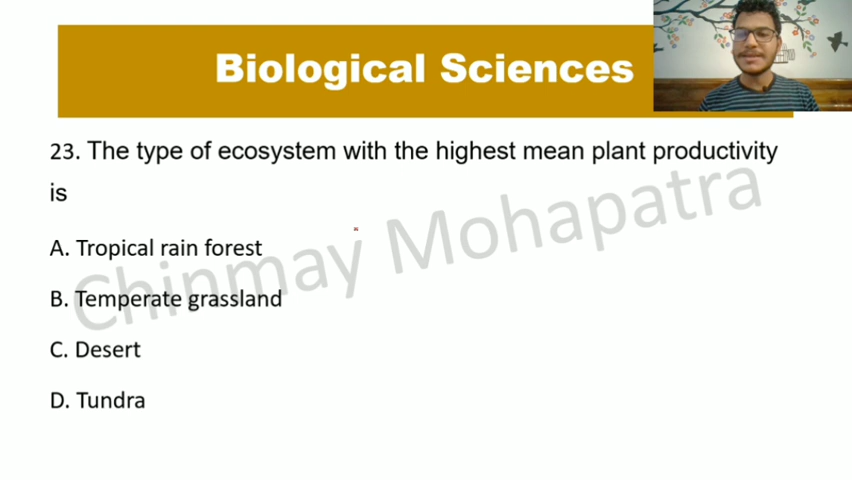 Biological Sciences
23. The type of ecosystem with the highest mean plant productivity
is
A. Tropical rain forest
B. Temperate grassland
C. Desert
D. Tundra
Chinmay Mohapatra